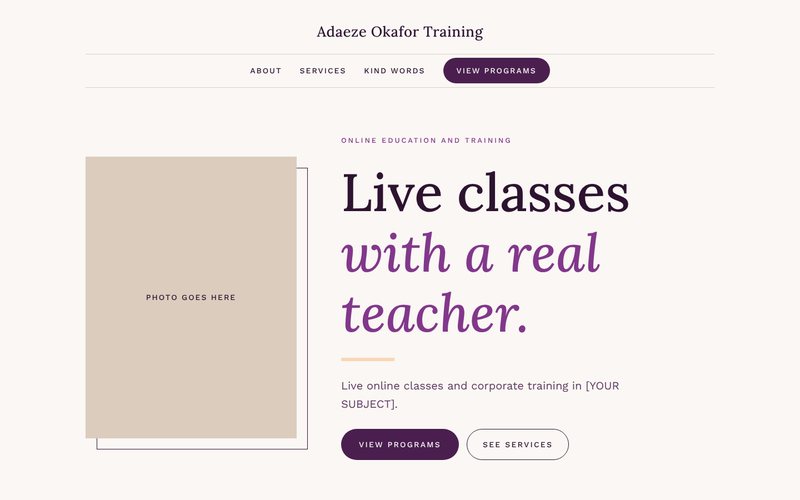 Adaeze Okafor Training
ABOUT SERVICES KIND WORDS VIEW PROGRAMS
ONLINE EDUCATION AND TRAINING
Live classes
with a real
teacher.
PHOTO GOES HERE
Live online classes and corporate training in [YOUR
SUBJECT].
VIEW PROGRAMS SEE SERVICES